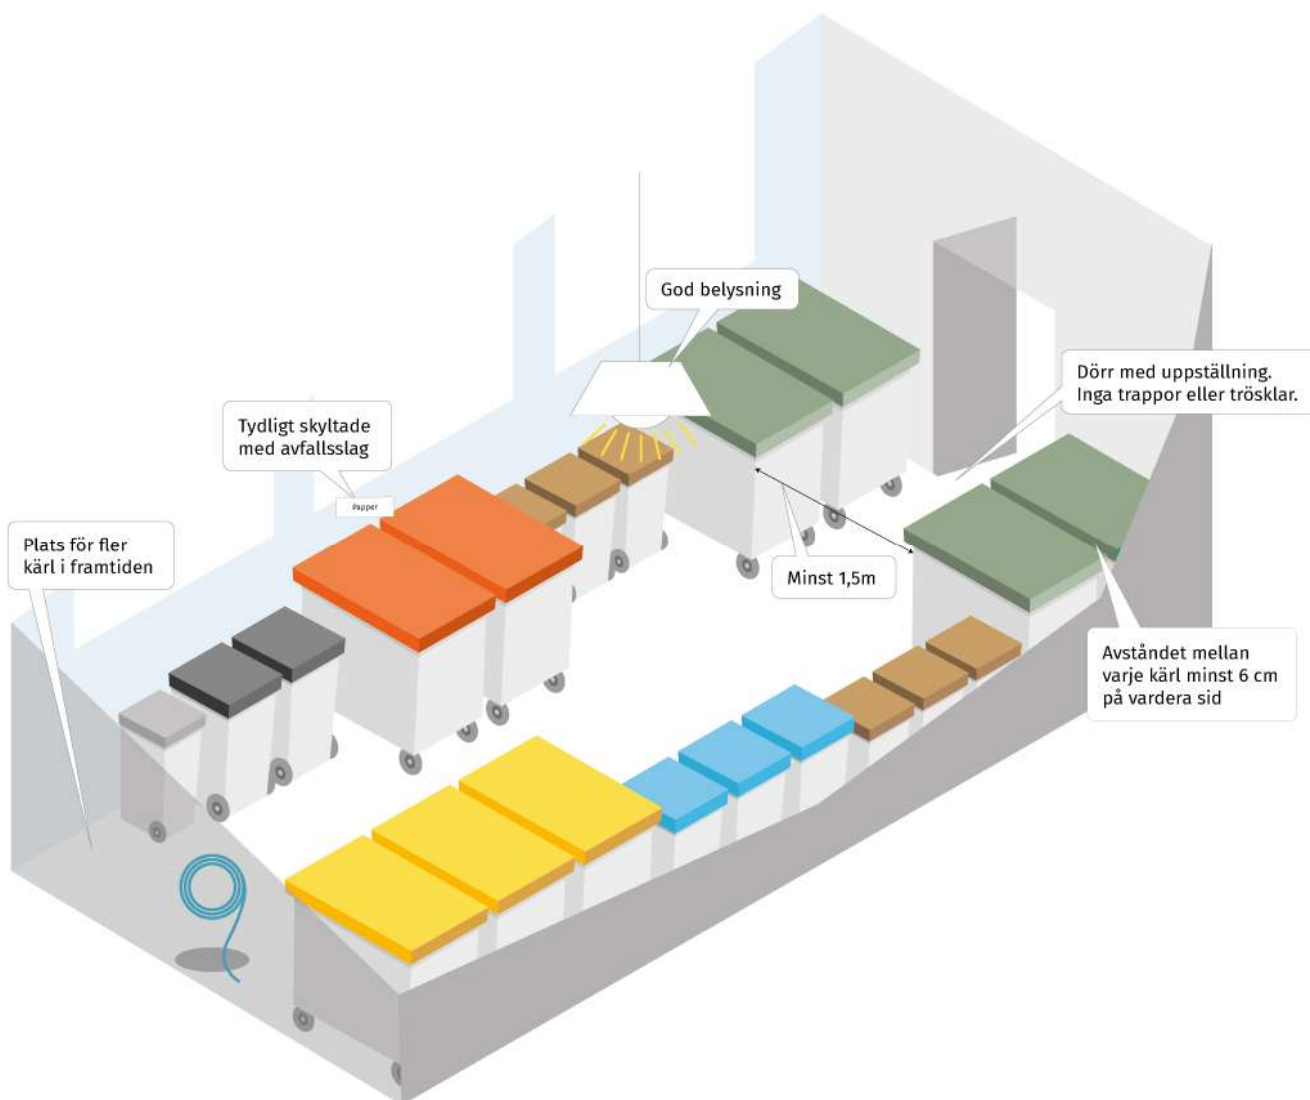 God belysning
Dörr med uppställning.
Inga trappor eller trösklar.
Tydligt skyltade
med avfallsslag
Papper
Plats för fler
kärl i framtiden
Minst 1,5m
Avståndet mellan
varje kärl minst 6 cm
på vardera sid